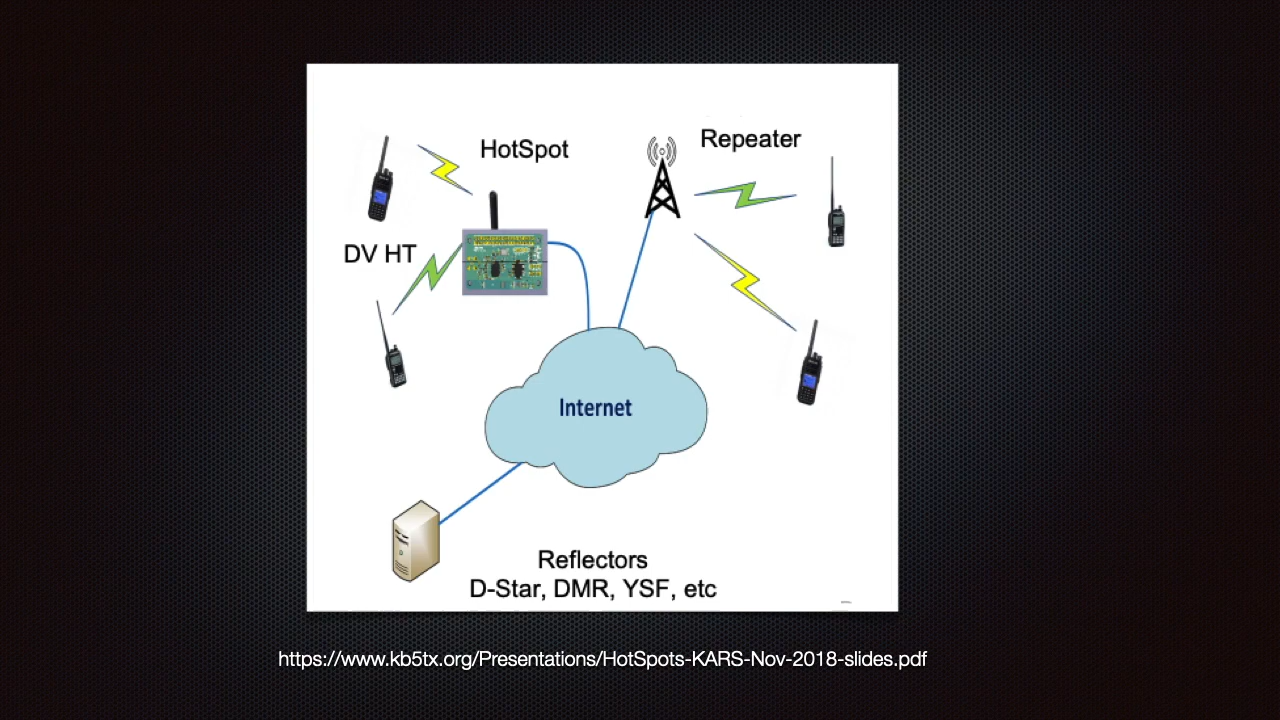 HotSpot
Repeater
DV HT
Internet
Reflectors
D-Star, DMR, YSF, etc
https://www.kb5tx.org/Presentations/HotSpots-KARS-Nov-2018-slides.pdf